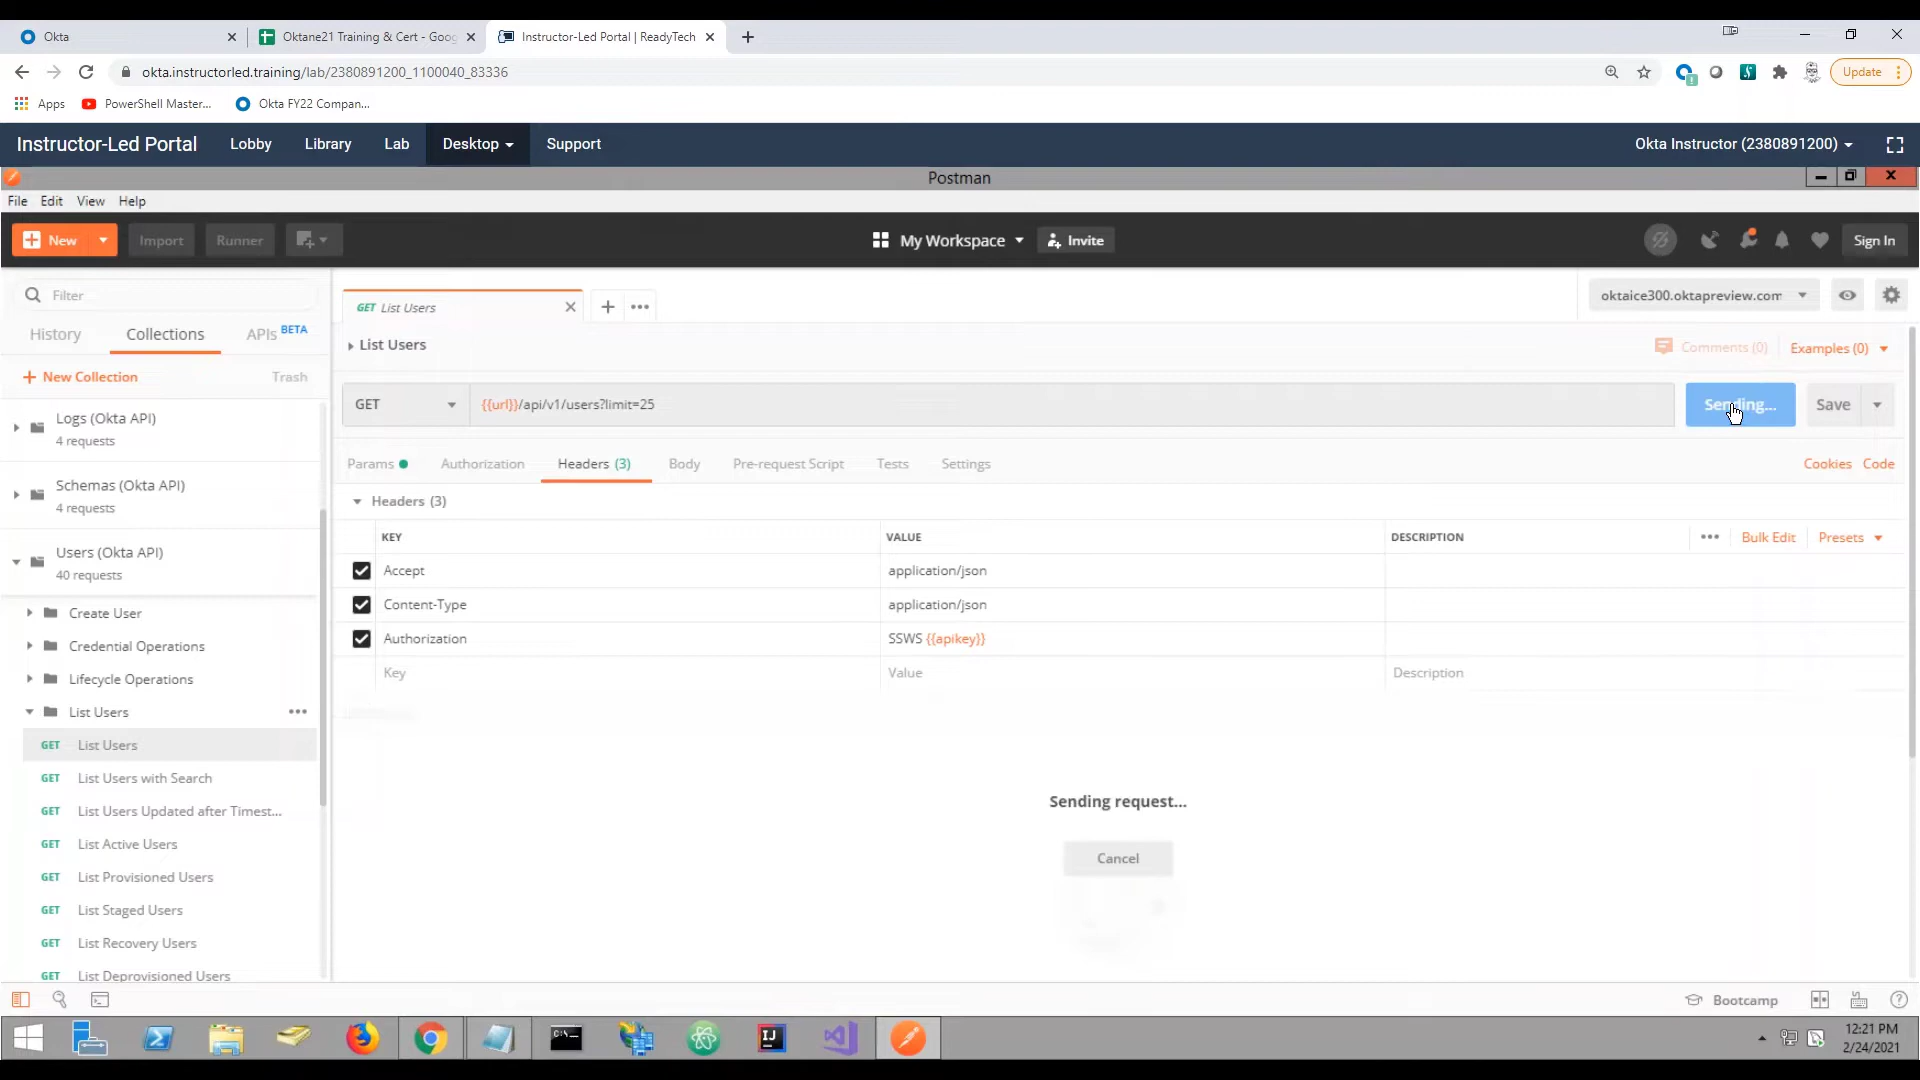 Okta
Oktane21 Training & Cert - Goog
Instructor-Led Portal | ReadyTech
okta.instructorled.training/lab/2380891200_1100040_83336
Update
Apps
PowerShell Master...
Okta FY22 Compan...
Instructor-Led Portal
Lobby
Library
Lab
Desktop
Support
Okta Instructor (2380891200)
Postman
File
Edit
View
Help
New
Import
Runner
My Workspace
Invite
Sign In
Filter
History
Collections
APIs BETA
New Collection
Trash
Logs (Okta API)
4 requests
Schemas (Okta API)
4 requests
Users (Okta API)
40 requests
Create User
Credential Operations
Lifecycle Operations
List Users
GET List Users
GET List Users with Search
GET List Users Updated after Timest...
GET List Active Users
GET List Provisioned Users
GET List Staged Users
GET List Recovery Users
GET List Deprovisioned Users
GET List Users
oktaice300.oktapreview.com
List Users
Comments (0)
Examples (0)
GET
{{url}}/api/v1/users?limit=25
Sending...
Save
Params
Authorization
Headers (3)
Body
Pre-request Script
Tests
Settings
Cookies
Code
Headers (3)
KEY
VALUE
DESCRIPTION
Bulk Edit
Presets
Accept
application/json
Content-Type
application/json
Authorization
SSWS {{apikey}}
Key
Value
Description
Sending request...
Cancel
Bootcamp
12:21 PM
2/24/2021